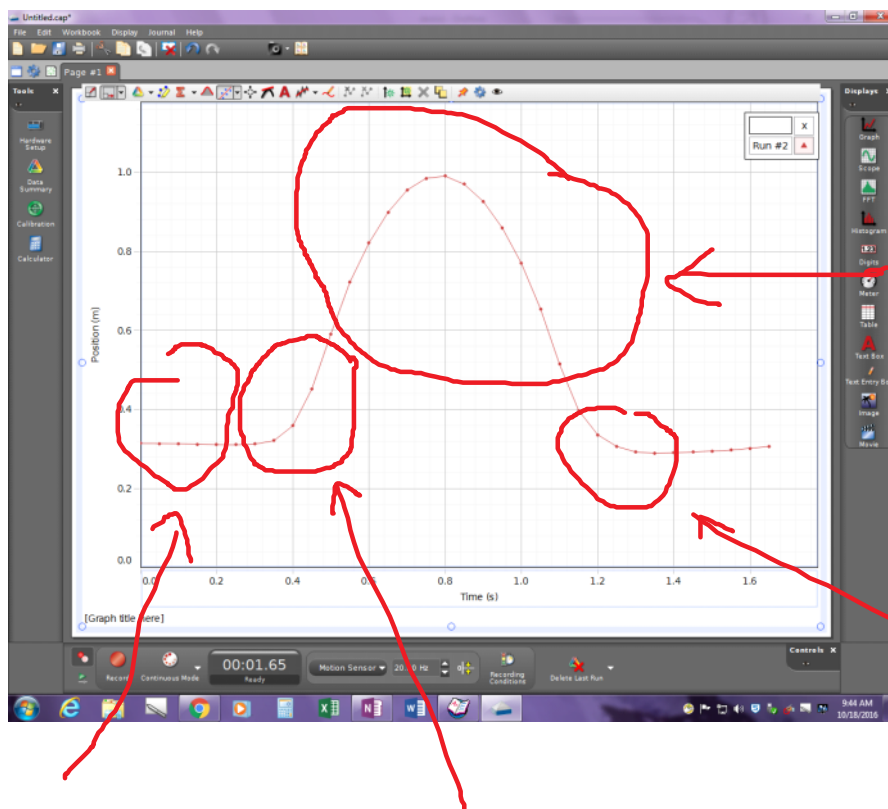 Untitled.cap*
File Edit Workbook Display Journal Help
Page #1
Tools
Hardware Setup
Data Summary
Calibration
Calculator
Displays
Graph
Scope
FFT
Histogram
Digits
Meter
Table
Text Box
Text Entry Bo
Image
Movie
X
Run #2
Position (m)
1.0
0.8
0.6
0.4
0.2
0.0
0.0 0.2 0.4 0.6 0.8 1.0 1.2 1.4 1.6
Time (s)
[Graph title here]
Controls
Record
Continuous Mode
00:01.65
Ready
Motion Sensor
Hz
Recording Conditions
Delete Last Run
9:44 AM
10/18/2016